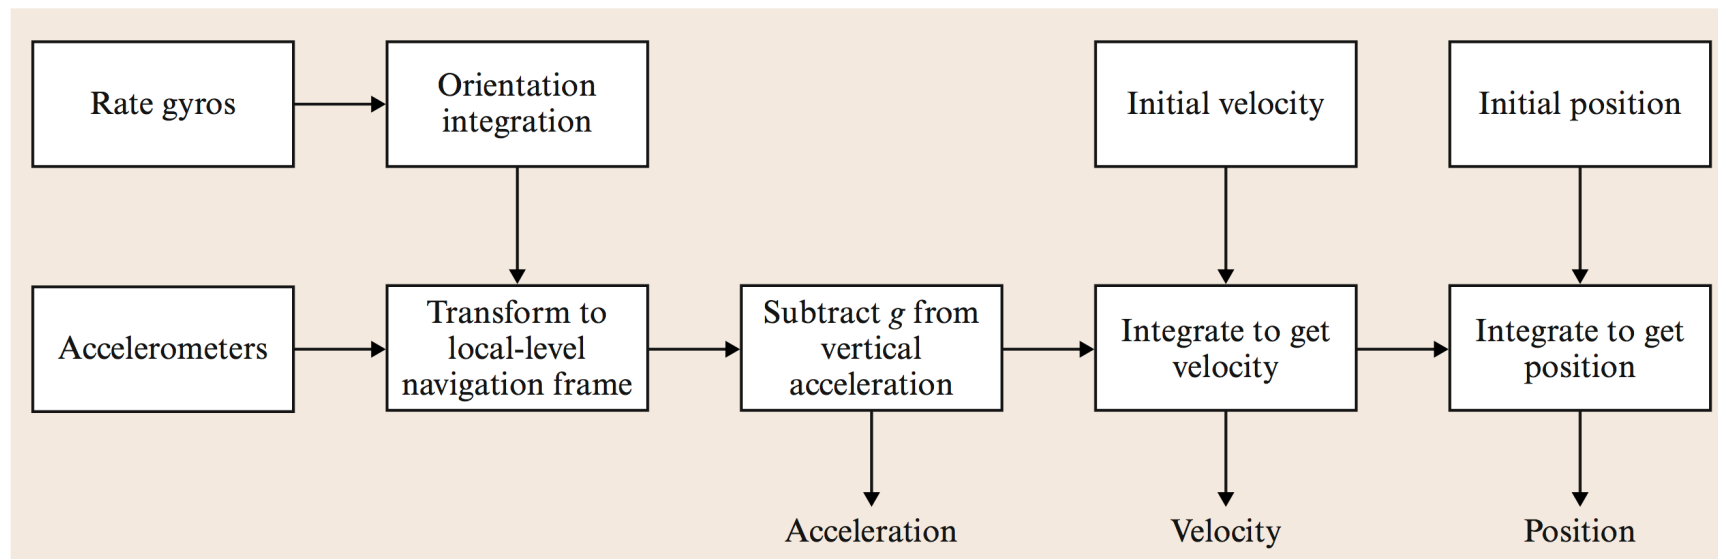 Rate gyros
Orientation
integration
Initial velocity
Initial position
Accelerometers
Transform to
local-level
navigation frame
Subtract g from
vertical
acceleration
Integrate to get
velocity
Integrate to get
position
Acceleration
Velocity
Position